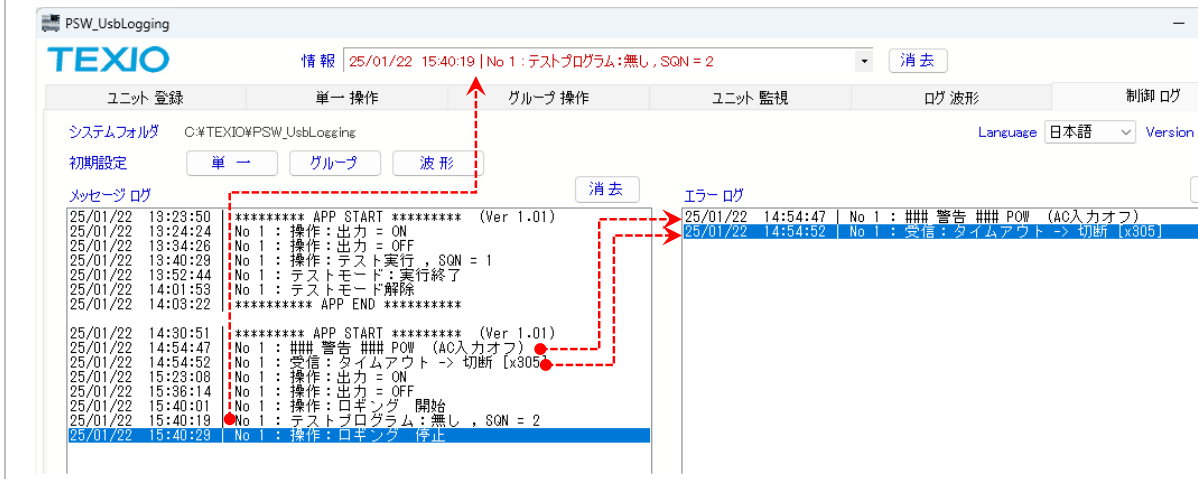 PSW_UsbLogging
TEXIO
情報 25/01/22 15:40:19 | No 1 : テストプログラム : 無し , SQN = 2 消去
ユニット 登録 単一 操作 グループ 操作 ユニット 監視 ログ 波形 制御 ログ
システムフォルダ C:¥TEXIO¥PSW_UsbLogging Language 日本語 Version
初期設定 単 一 グループ 波 形
メッセージ ログ 消去 エラー ログ
25/01/22 13:23:50 | ********* APP START ********* (Ver 1.01)
25/01/22 13:24:24 | No 1 : 操作 : 出力 = ON
25/01/22 13:34:26 | No 1 : 操作 : 出力 = OFF
25/01/22 13:40:29 | No 1 : 操作 : テスト実行 , SQN = 1
25/01/22 13:52:44 | No 1 : テストモード : 実行終了
25/01/22 14:01:53 | No 1 : テストモード解除
25/01/22 14:03:22 | ********** APP END **********
25/01/22 14:30:51 | ********* APP START ********* (Ver 1.01)
25/01/22 14:54:47 | No 1 : ### 警告 ### POW (AC入力オフ)
25/01/22 14:54:52 | No 1 : 受信 : タイムアウト -> 切断 [x305]
25/01/22 15:23:08 | No 1 : 操作 : 出力 = ON
25/01/22 15:36:14 | No 1 : 操作 : 出力 = OFF
25/01/22 15:40:01 | No 1 : 操作 : ロギング 開始
25/01/22 15:40:19 | No 1 : テストプログラム : 無し , SQN = 2
25/01/22 15:40:29 | No 1 : 操作 : ロギング 停止
25/01/22 14:54:47 | No 1 : ### 警告 ### POW (AC入力オフ)
25/01/22 14:54:52 | No 1 : 受信 : タイムアウト -> 切断 [x305]